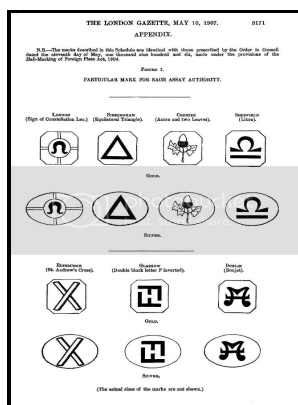 THE LONDON GAZETTE, MAY 10, 1907. 3171
APPENDIX.
N.B.—The marks described in this Schedule are identical with those prescribed by the Order in Council
dated the eleventh day of May, one thousand nine hundred and six, made under the provisions of the
Hall-Marking of Foreign Plate Act, 1904.
FIGURE 1.
PARTICULAR MARK FOR EACH ASSAY AUTHORITY.
LONDON BIRMINGHAM CHESTER SHEFFIELD
(Sign of Constellation Leo.) (Equilateral Triangle). (Acorn and two Leaves). (Libra).
GOLD.
SILVER.
EDINBURGH GLASGOW DUBLIN
(St. Andrew's Cross). (Double block letter F inverted). (Boujet).
GOLD.
SILVER.
(The actual sizes of the marks are not shown.)